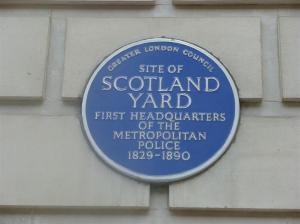 GREATER LONDON COUNCIL
SITE OF
SCOTLAND
YARD
FIRST HEADQUARTERS
OF THE
METROPOLITAN
POLICE
1829-1890